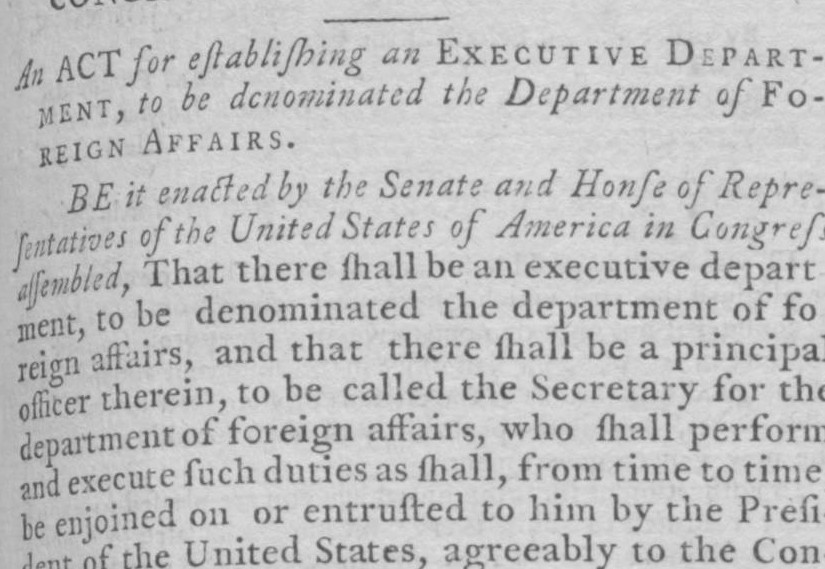 An ACT for eſtabliſhing an EXECUTIVE DEPART-
MENT, to be dcnominated the Department of FO-
REIGN AFFAIRS.
BE it enacted by the Senate and Honſe of Repre-
ſentatives of the United States of America in Congreſs
aſſembled, That there ſhall be an executive depart
ment, to be denominated the department of fo
reign affairs, and that there ſhall be a principal
officer therein, to be called the Secretary for the
department of foreign affairs, who ſhall perform
and execute ſuch duties as ſhall, from time to time
be enjoined on or entruſted to him by the Preſi-
dent of the United States, agreeably to the Con-